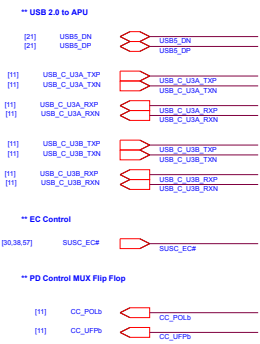 ** USB 2.0 to APU
[21] USB5_DN USB5_DN
[21] USB5_DP USB5_DP
[11] USB_C_U3A_TXP USB_C_U3A_TXP
[11] USB_C_U3A_TXN USB_C_U3A_TXN
[11] USB_C_U3A_RXP USB_C_U3A_RXP
[11] USB_C_U3A_RXN USB_C_U3A_RXN
[11] USB_C_U3B_TXP USB_C_U3B_TXP
[11] USB_C_U3B_TXN USB_C_U3B_TXN
[11] USB_C_U3B_RXP USB_C_U3B_RXP
[11] USB_C_U3B_RXN USB_C_U3B_RXN
** EC Control
[30,38,57] SUSC_EC# SUSC_EC#
** PD Control MUX Flip Flop
[11] CC_POLb CC_POLb
[11] CC_UFPb CC_UFPb